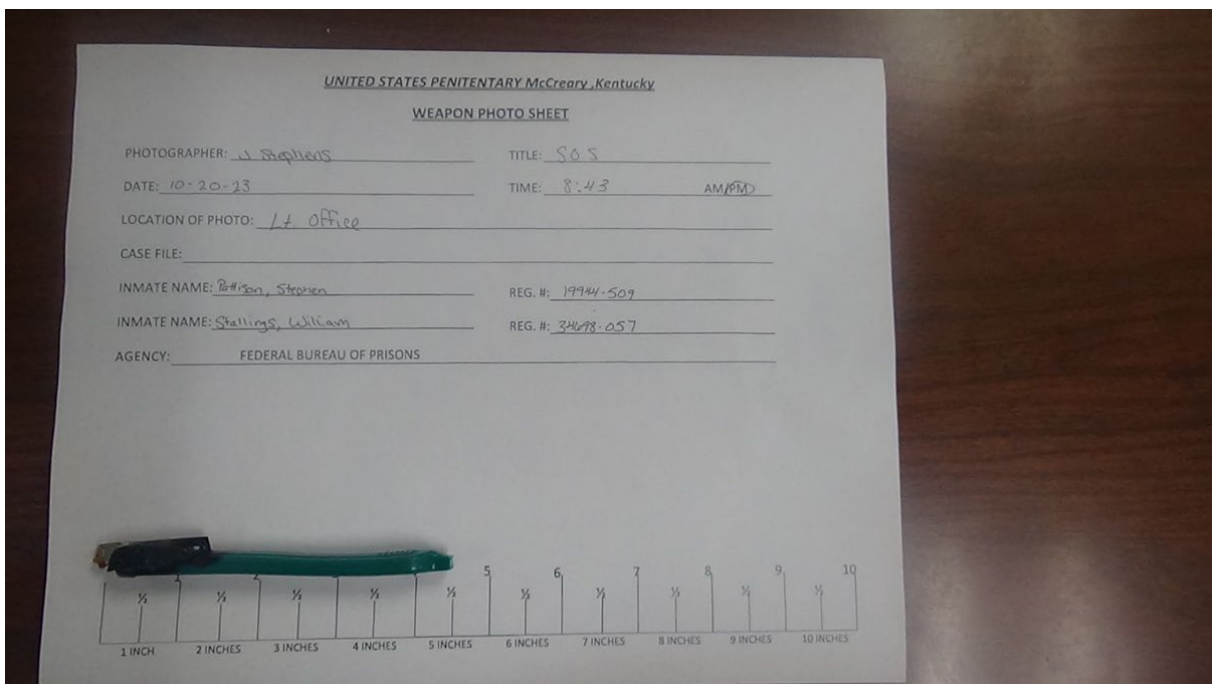 UNITED STATES PENITENTARY McCreary ,Kentucky
WEAPON PHOTO SHEET
PHOTOGRAPHER: J Stephens TITLE: S.O.S
DATE: 10-20-23 TIME: 8:43 AM/PM
LOCATION OF PHOTO: Lt. Office
CASE FILE:
INMATE NAME: Pattison, Stephen REG. #: 19944-509
INMATE NAME: Stallings, William REG. #: 34698-057
AGENCY: FEDERAL BUREAU OF PRISONS
1 2 3 4 5 6 7 8 9 10
½ ½ ½ ½ ½ ½ ½ ½ ½ ½
1 INCH 2 INCHES 3 INCHES 4 INCHES 5 INCHES 6 INCHES 7 INCHES 8 INCHES 9 INCHES 10 INCHES